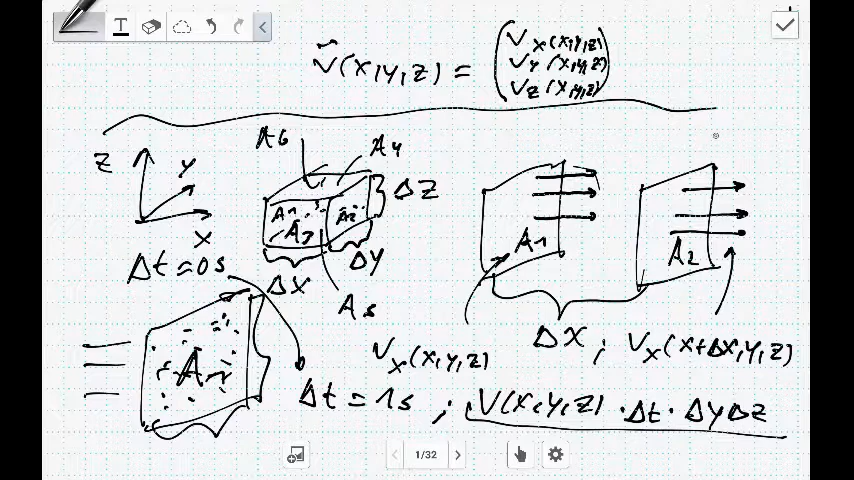 T
v⃗(x,y,z) = (Vx(x,y,z)
Vy(x,y,z)
Vz(x,y,z))
A6
A4
z
y
x
A1
A3
A2
Δz
Δy
Δx
A5
Δt = 0s
A1
A2
Δx
;
Vx(x,y,z)
Vx(x+Δx,y,z)
A1
Δt = 1s ; V(x,y,z) · Δt · ΔyΔz
1/32